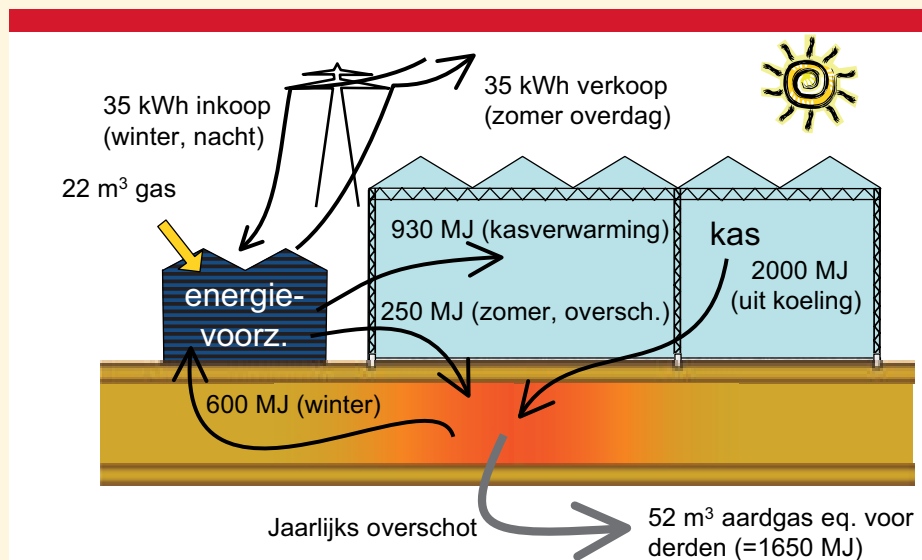 35 kWh inkoop
(winter, nacht)
35 kWh verkoop
(zomer overdag)
22 m³ gas
930 MJ (kasverwarming)
kas
2000 MJ
(uit koeling)
energie-
voorz.
250 MJ (zomer, oversch.)
600 MJ (winter)
Jaarlijks overschot
52 m³ aardgas eq. voor
derden (=1650 MJ)